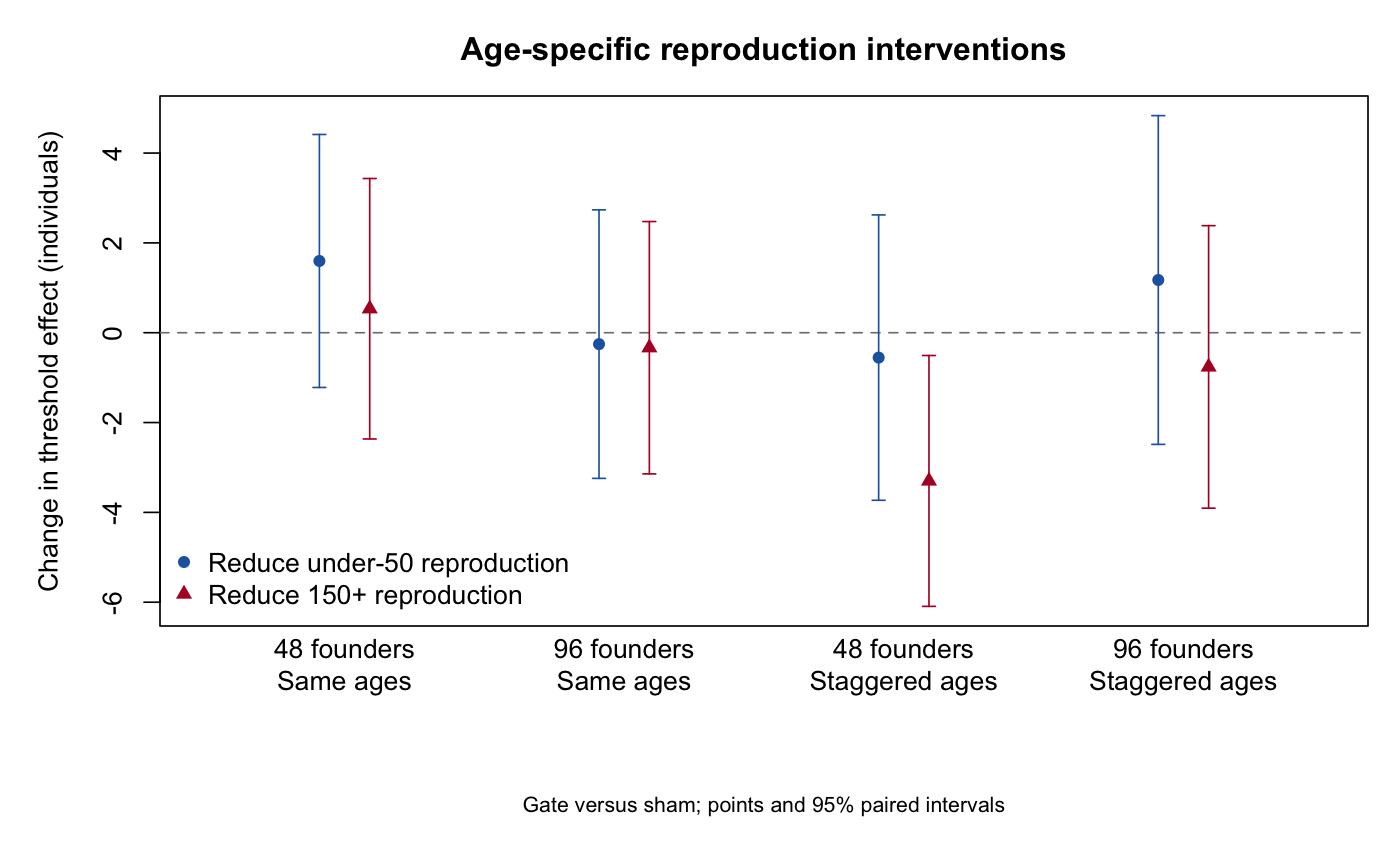 Age-specific reproduction interventions
Change in threshold effect (individuals)
4
2
0
-2
-4
-6
Reduce under-50 reproduction
Reduce 150+ reproduction
48 founders
Same ages
96 founders
Same ages
48 founders
Staggered ages
96 founders
Staggered ages
Gate versus sham; points and 95% paired intervals